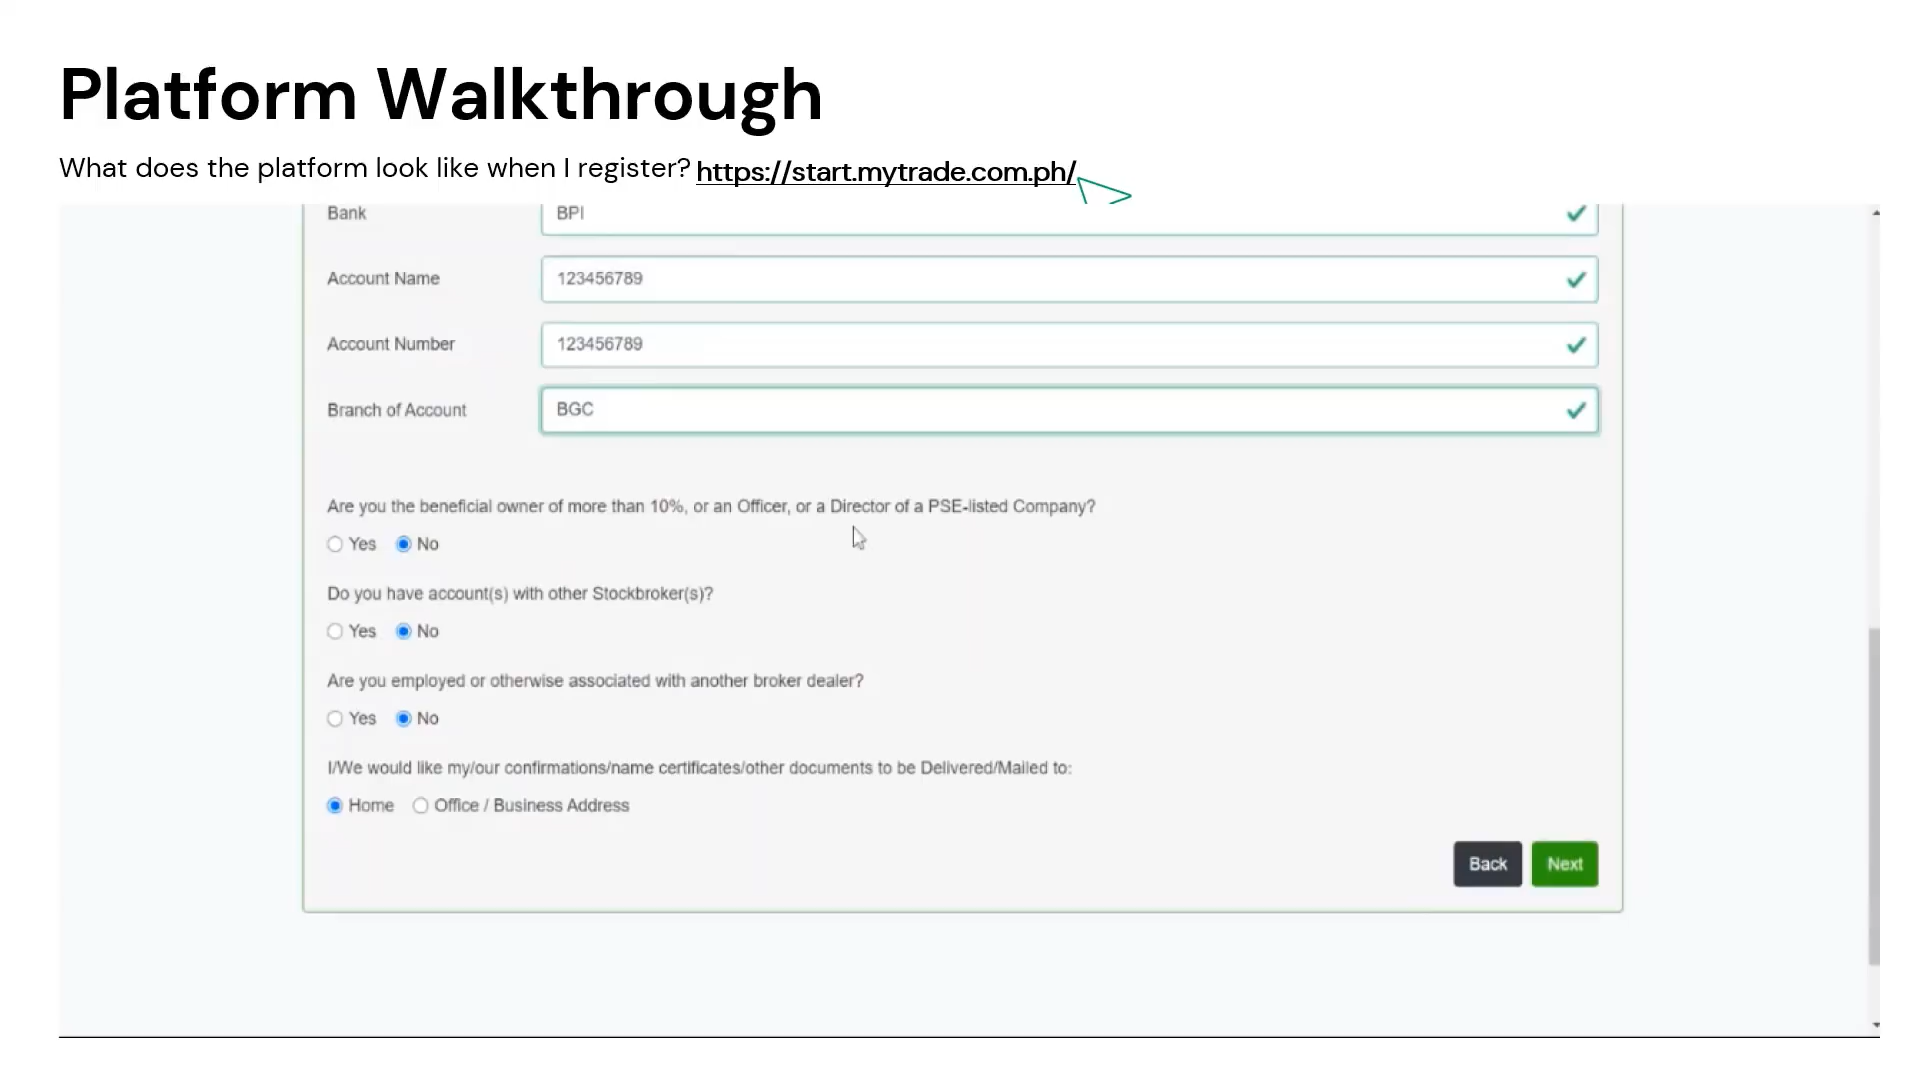 Platform Walkthrough
What does the platform look like when I register? https://start.mytrade.com.ph/
Bank BPI
Account Name 123456789
Account Number 123456789
Branch of Account BGC
Are you the beneficial owner of more than 10%, or an Officer, or a Director of a PSE-listed Company?
Yes No
Do you have account(s) with other Stockbroker(s)?
Yes No
Are you employed or otherwise associated with another broker dealer?
Yes No
I/We would like my/our confirmations/name certificates/other documents to be Delivered/Mailed to:
Home Office / Business Address
Back Next